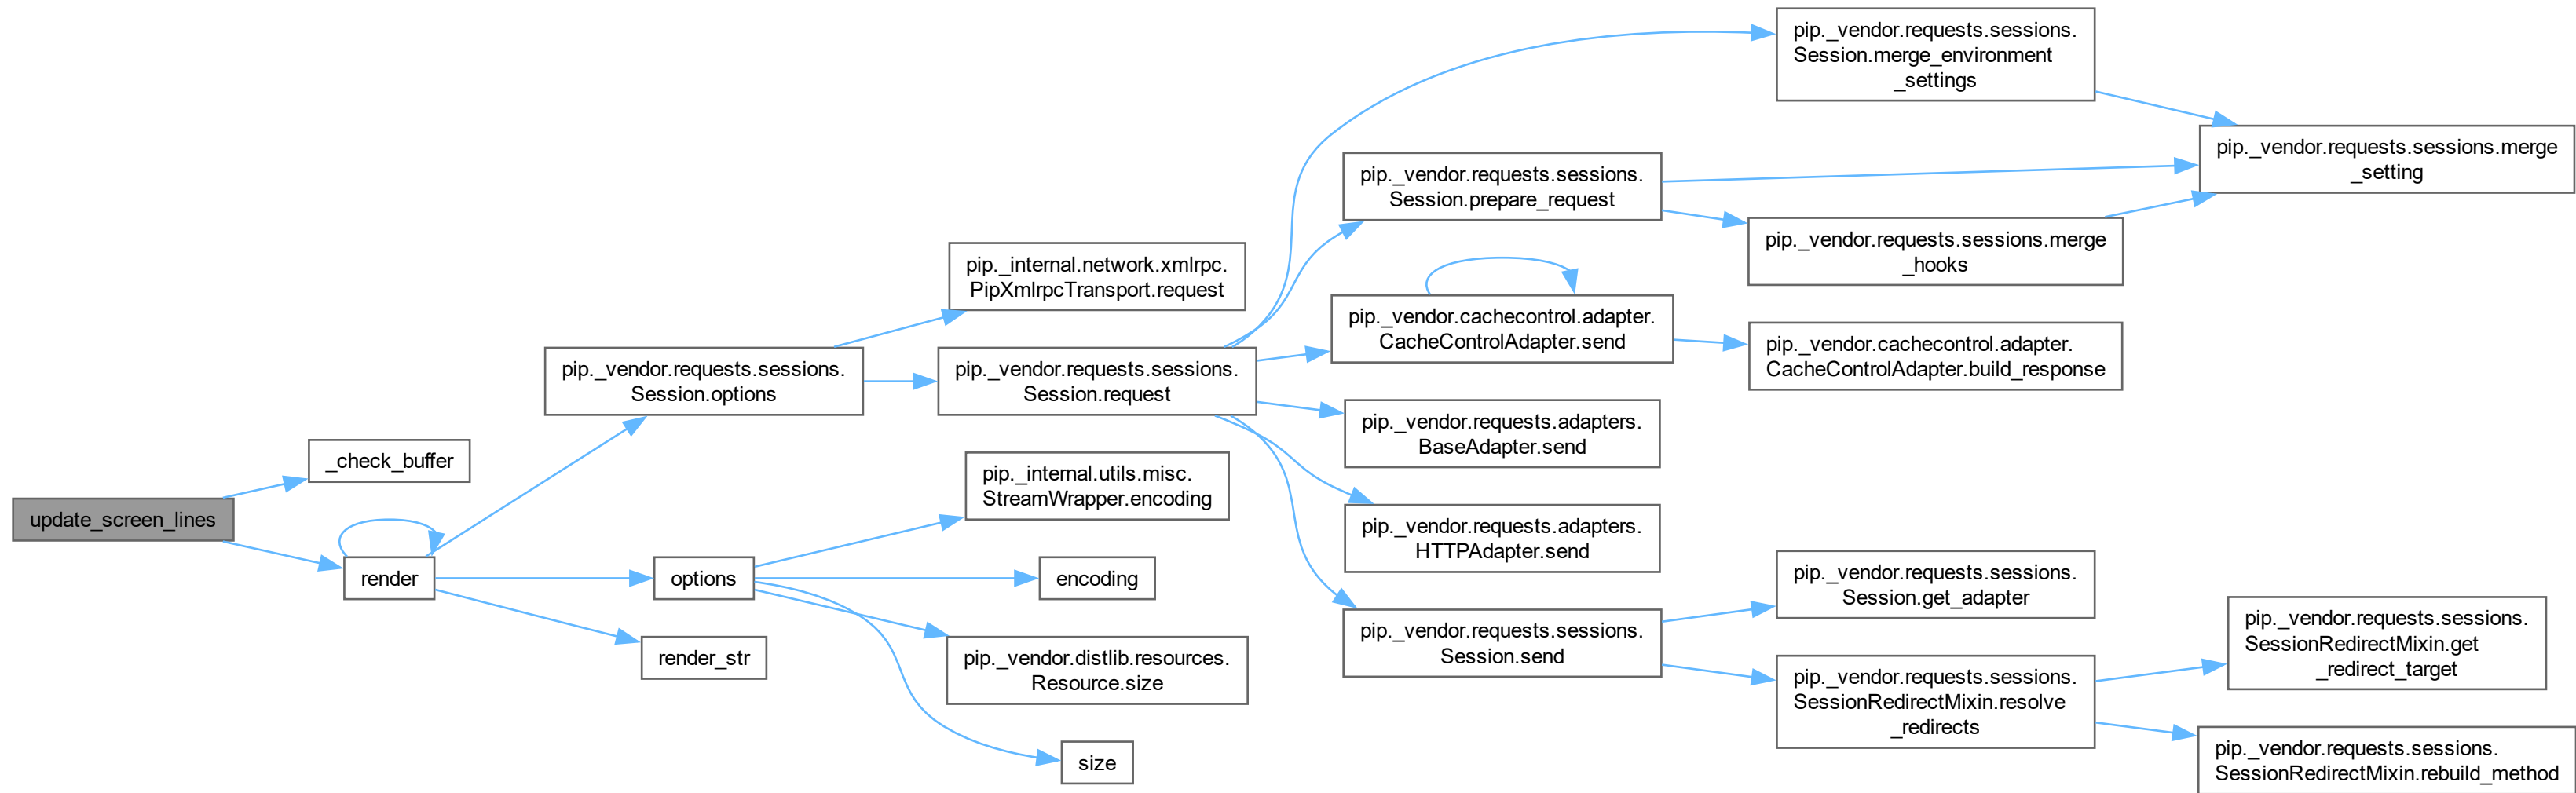 update_screen_lines
_check_buffer
render
pip._vendor.requests.sessions.
Session.options
options
render_str
pip._internal.network.xmlrpc.
PipXmlrpcTransport.request
pip._vendor.requests.sessions.
Session.request
pip._internal.utils.misc.
StreamWrapper.encoding
encoding
pip._vendor.distlib.resources.
Resource.size
size
pip._vendor.requests.sessions.
Session.prepare_request
pip._vendor.cachecontrol.adapter.
CacheControlAdapter.send
pip._vendor.requests.adapters.
BaseAdapter.send
pip._vendor.requests.adapters.
HTTPAdapter.send
pip._vendor.requests.sessions.
Session.send
pip._vendor.requests.sessions.
Session.merge_environment
_settings
pip._vendor.requests.sessions.merge
_hooks
pip._vendor.cachecontrol.adapter.
CacheControlAdapter.build_response
pip._vendor.requests.sessions.
Session.get_adapter
pip._vendor.requests.sessions.
SessionRedirectMixin.resolve
_redirects
pip._vendor.requests.sessions.merge
_setting
pip._vendor.requests.sessions.
SessionRedirectMixin.get
_redirect_target
pip._vendor.requests.sessions.
SessionRedirectMixin.rebuild_method